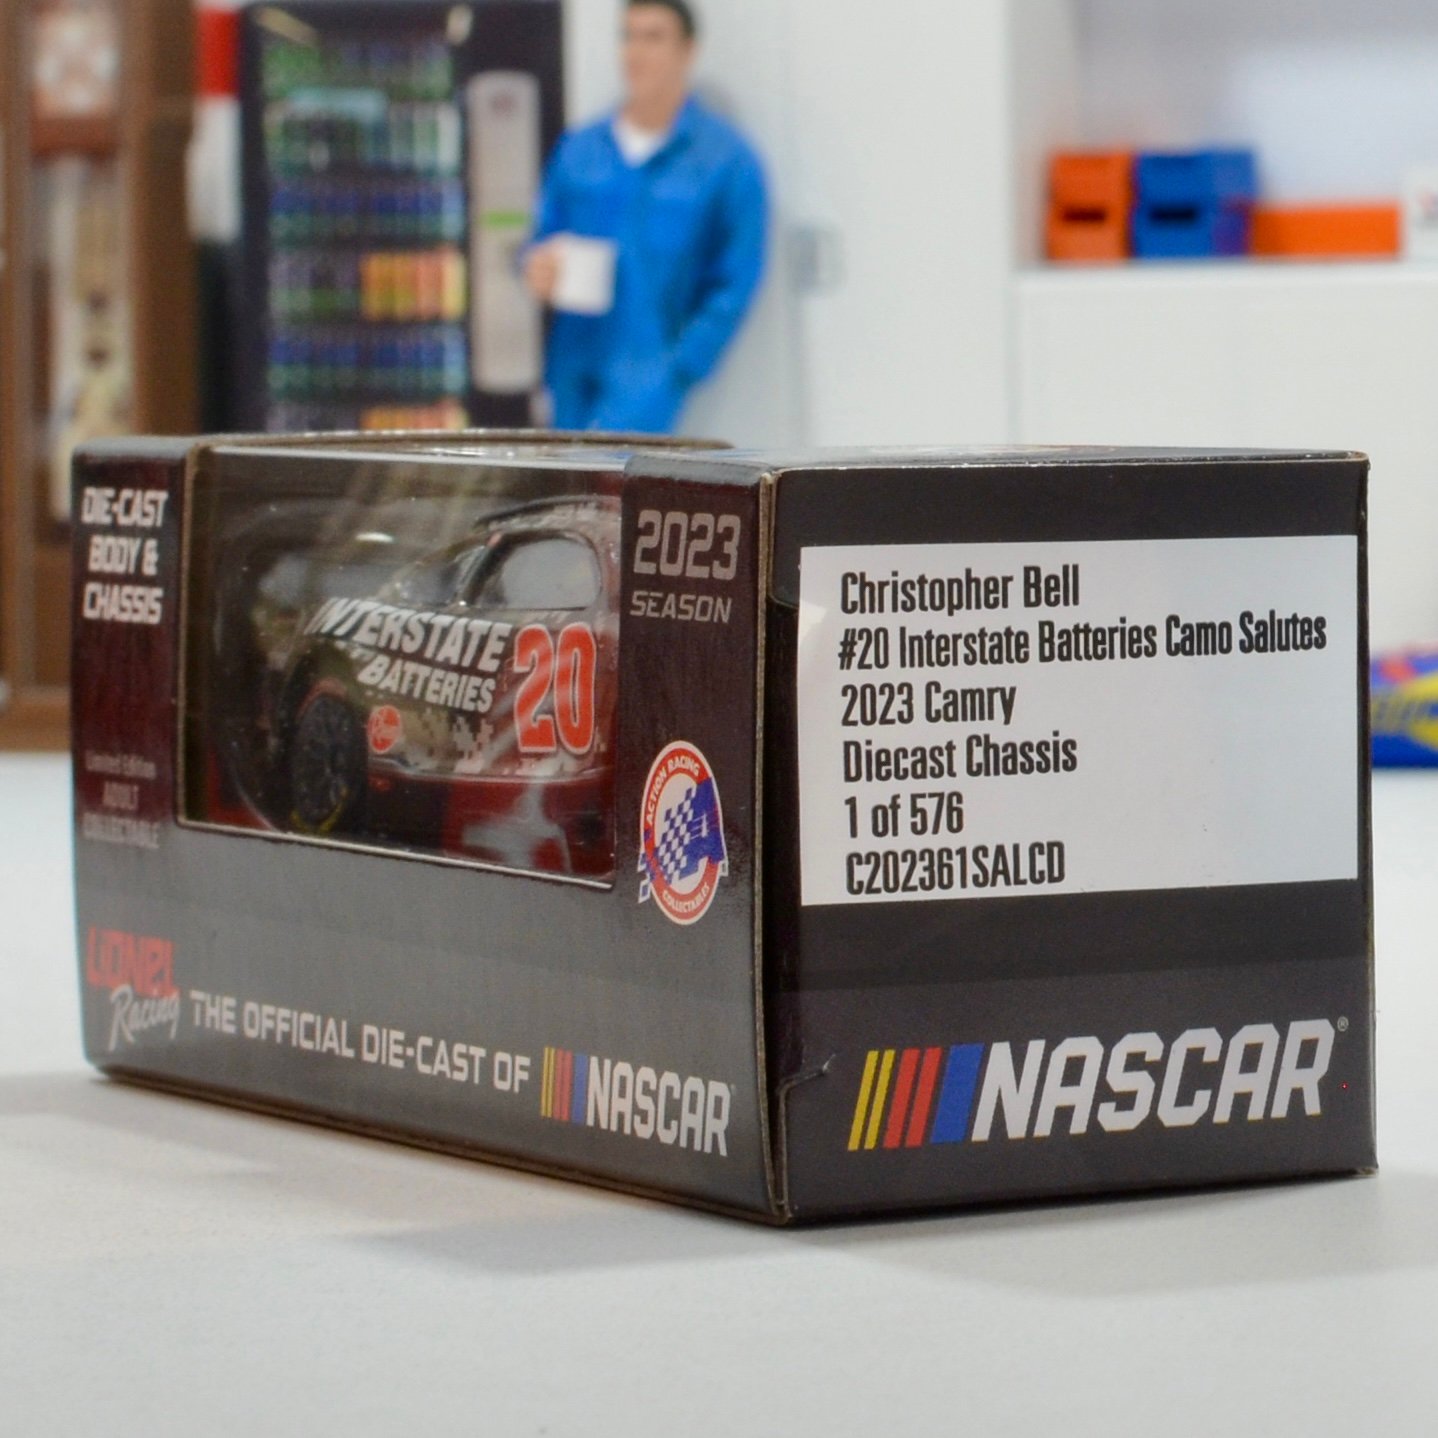 DIE-CAST
BODY &
CHASSIS
Limited Edition
ADULT
COLLECTABLE
INTERSTATE
BATTERIES
20
Rheem
2023
SEASON
ACTION RACING
COLLECTABLES
LIONEL
Racing
THE OFFICIAL DIE-CAST OF
NASCAR
Christopher Bell
#20 Interstate Batteries Camo Salutes
2023 Camry
Diecast Chassis
1 of 576
C202361SALCD
NASCAR®